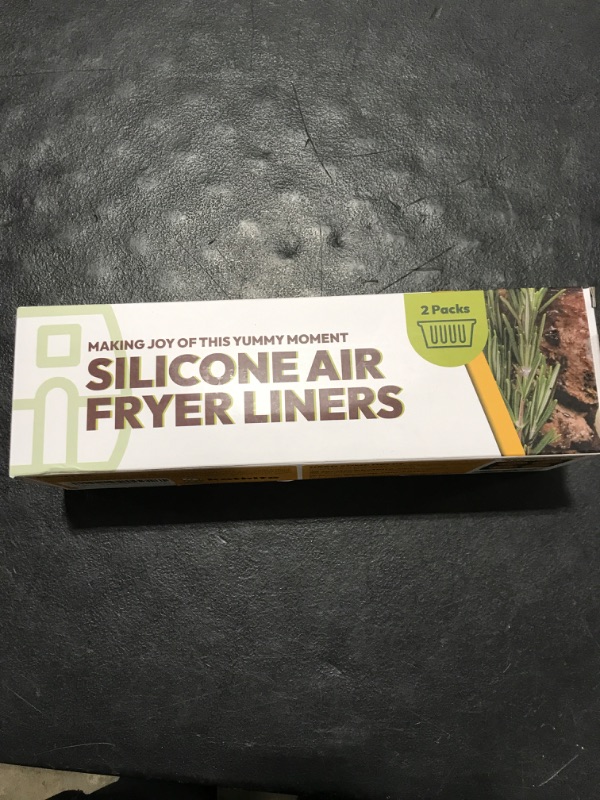 2 Packs
MAKING JOY OF THIS YUMMY MOMENT
SILICONE AIR
FRYER LINERS